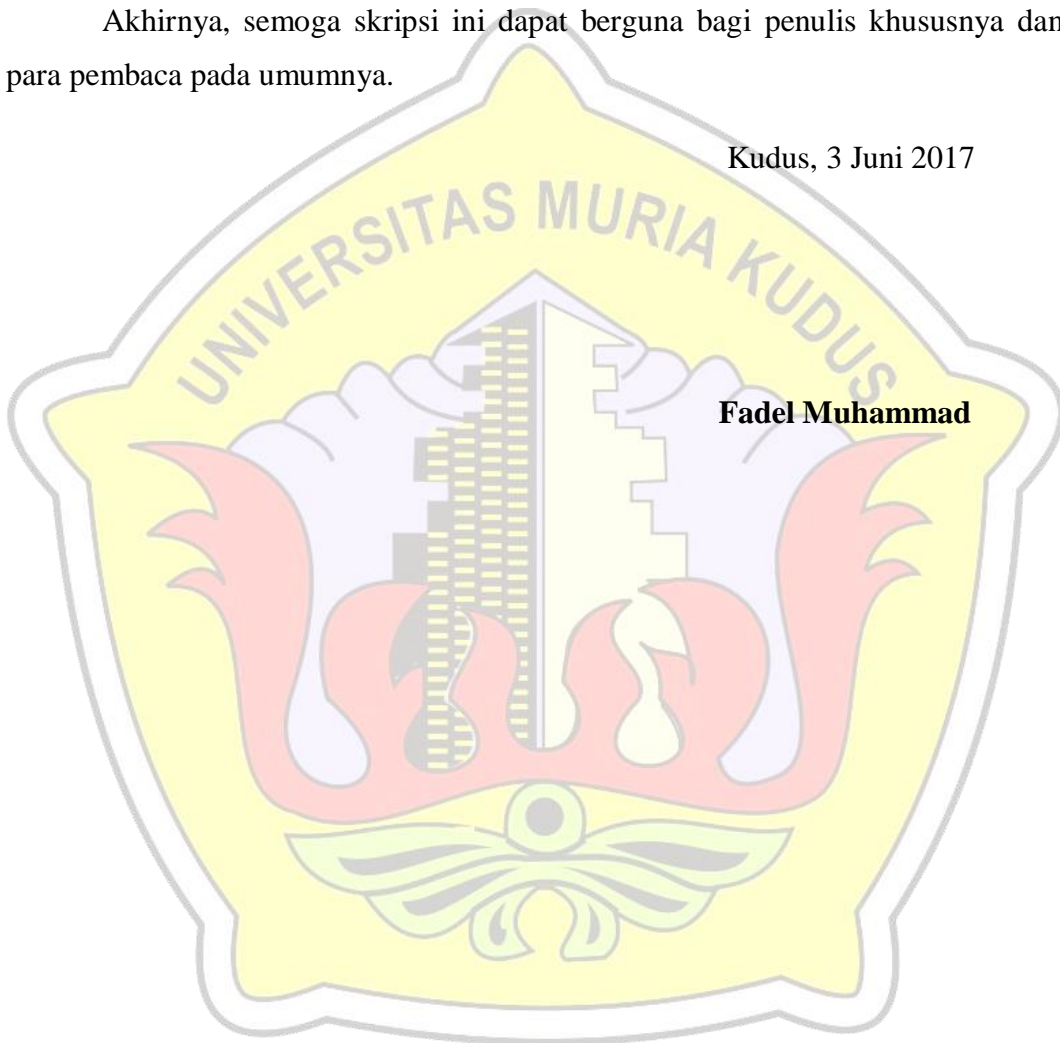 Akhirnya, semoga skripsi ini dapat berguna bagi penulis khususnya dan
para pembaca pada umumnya.
Kudus, 3 Juni 2017
UNIVERSITAS MURIA KUDUS
Fadel Muhammad